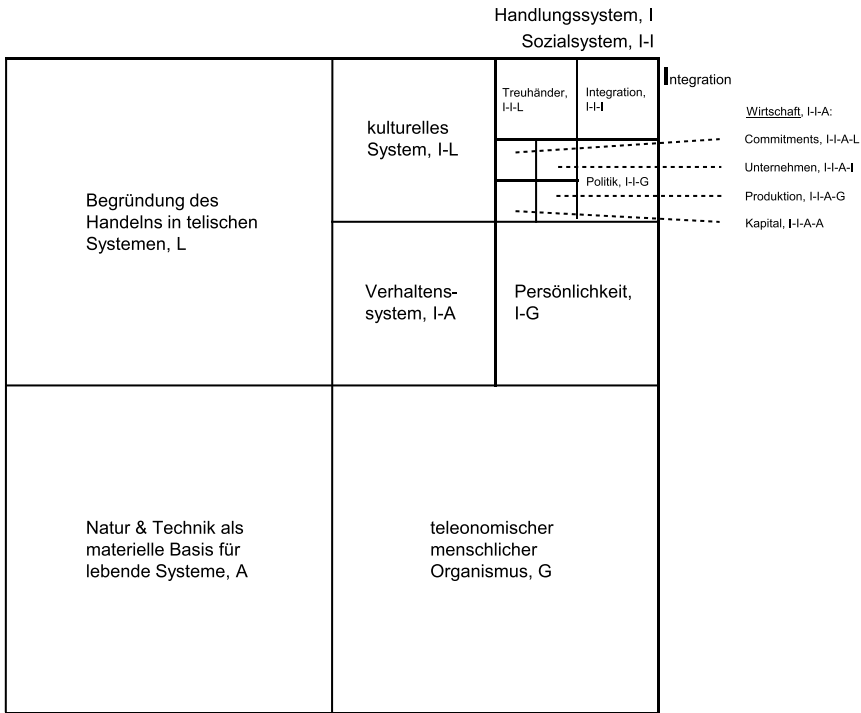 Handlungssystem, I
Sozialsystem, I-I
Integration
Treuhänder,
I-I-L
Integration,
I-I-I
Wirtschaft, I-I-A:
Commitments, I-I-A-L
Unternehmen, I-I-A-I
Produktion, I-I-A-G
Kapital, I-I-A-A
kulturelles
System, I-L
Politik, I-I-G
Begründung des
Handelns in telischen
Systemen, L
Verhaltens-
system, I-A
Persönlichkeit,
I-G
Natur & Technik als
materielle Basis für
lebende Systeme, A
teleonomischer
menschlicher
Organismus, G